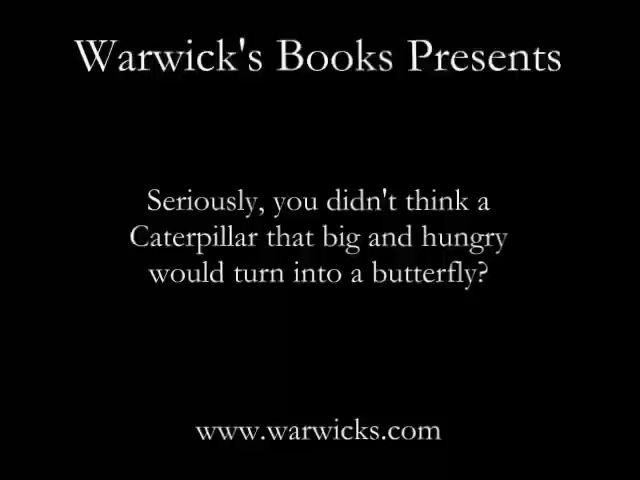 Warwick's Books Presents
Seriously, you didn't think a
Caterpillar that big and hungry
would turn into a butterfly?
www.warwicks.com